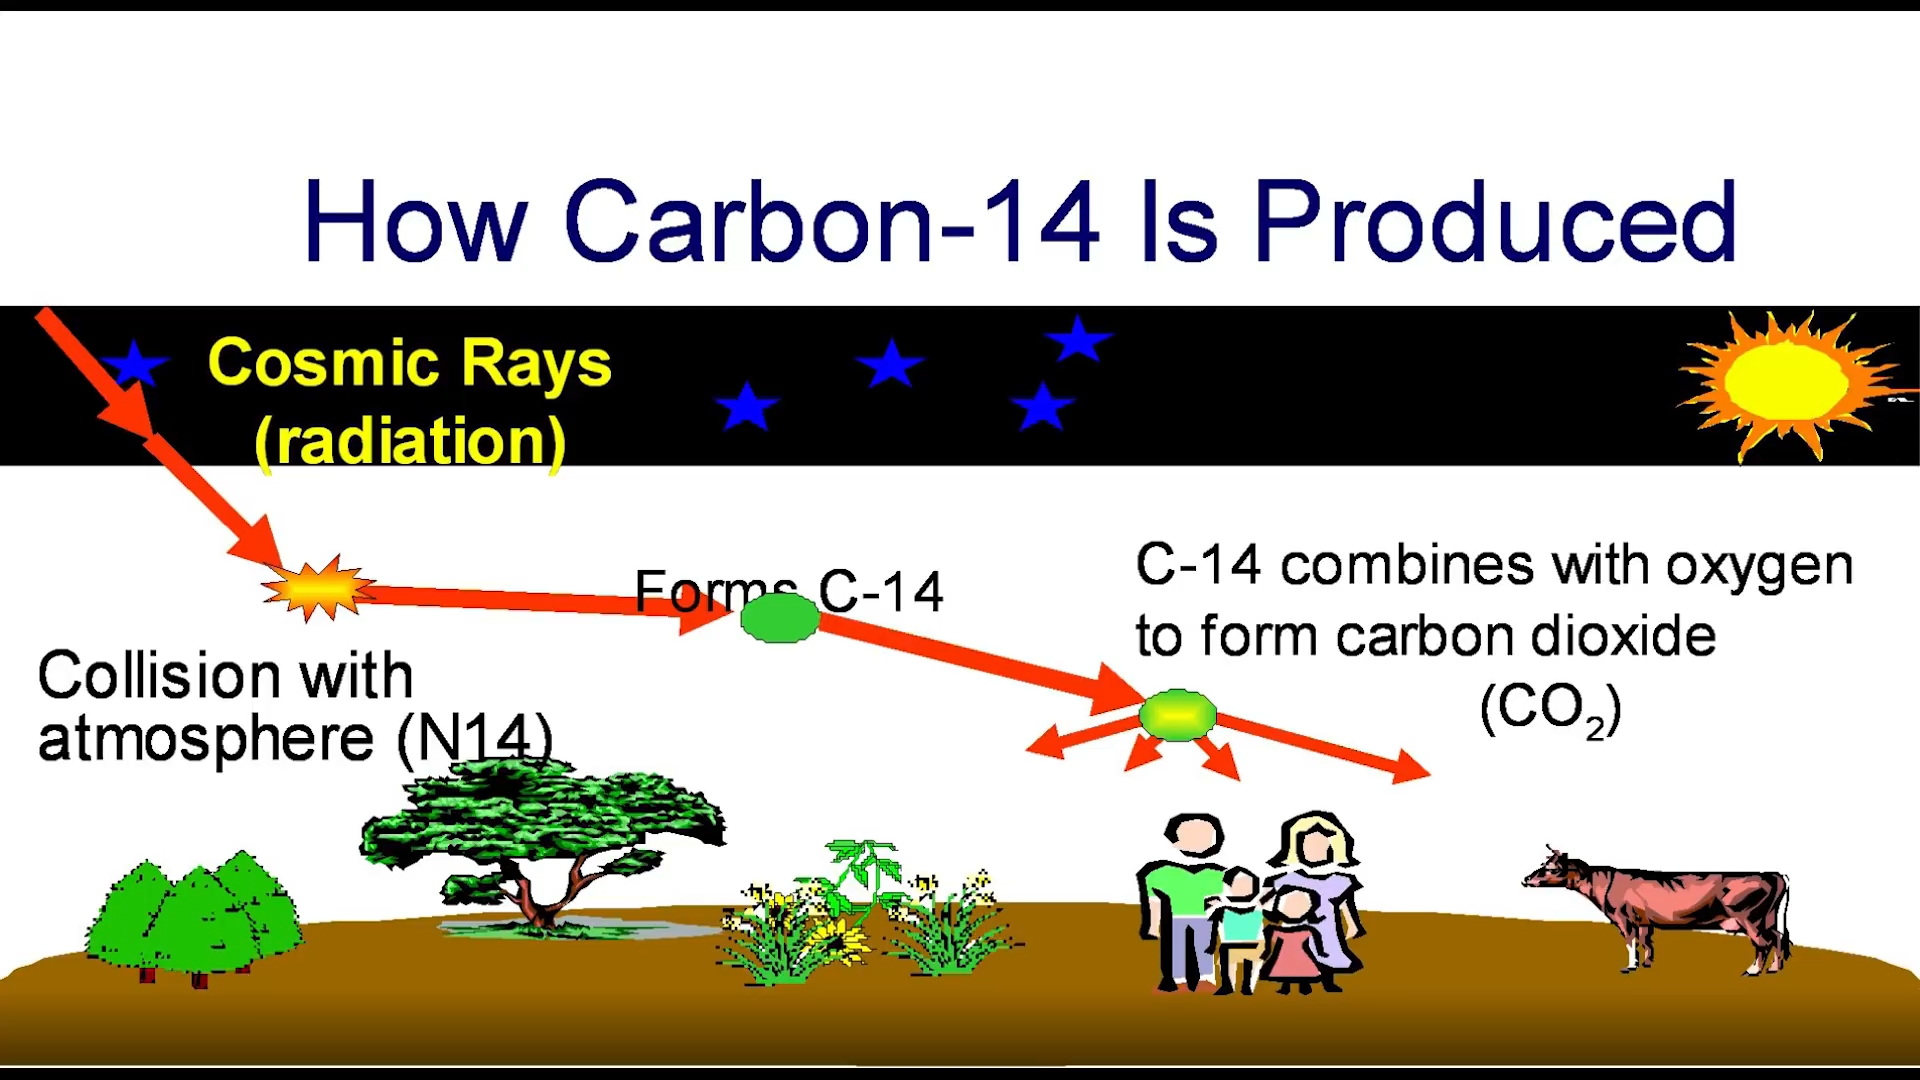 How Carbon-14 Is Produced
Cosmic Rays
(radiation)
Forms C-14
C-14 combines with oxygen
to form carbon dioxide
(CO₂)
Collision with
atmosphere (N14)